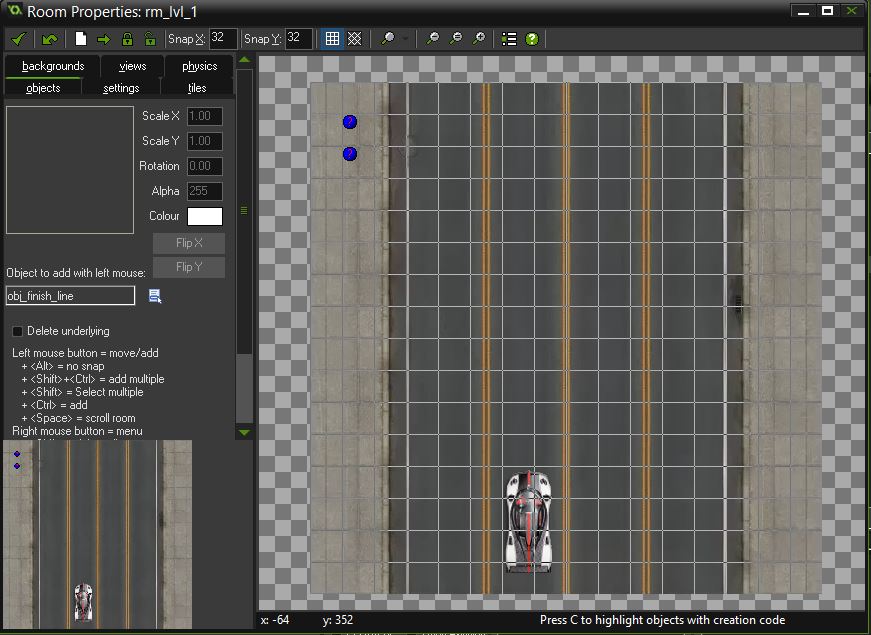 Room Properties: rm_lvl_1
Snap X: 32 Snap Y: 32
backgrounds views physics
objects settings tiles
Scale X 1.00
Scale Y 1.00
Rotation 0.00
Alpha 255
Colour
Flip X
Flip Y
Object to add with left mouse:
obj_finish_line
Delete underlying
Left mouse button = move/add
+ <Alt> = no snap
+ <Shift>+<Ctrl> = add multiple
+ <Shift> = Select multiple
+ <Ctrl> = add
+ <Space> = scroll room
Right mouse button = menu
x: -64 y: 352 Press C to highlight objects with creation code